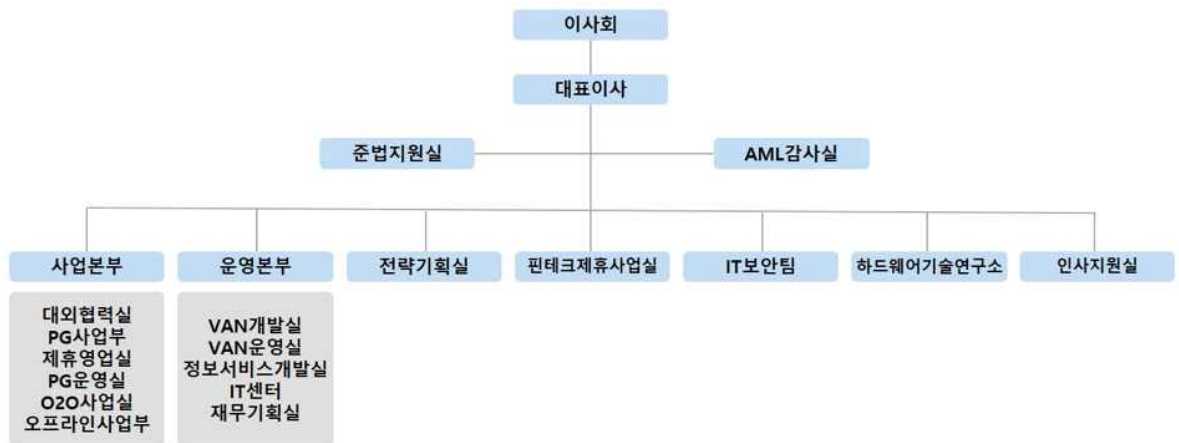 이사회
대표이사
준법지원실
AML감사실
사업본부
운영본부
전략기획실
핀테크제휴사업실
IT보안팀
하드웨어기술연구소
인사지원실
대외협력실
PG사업부
제휴영업실
PG운영실
O2O사업실
오프라인사업부
VAN개발실
VAN운영실
정보서비스개발실
IT센터
재무기획실